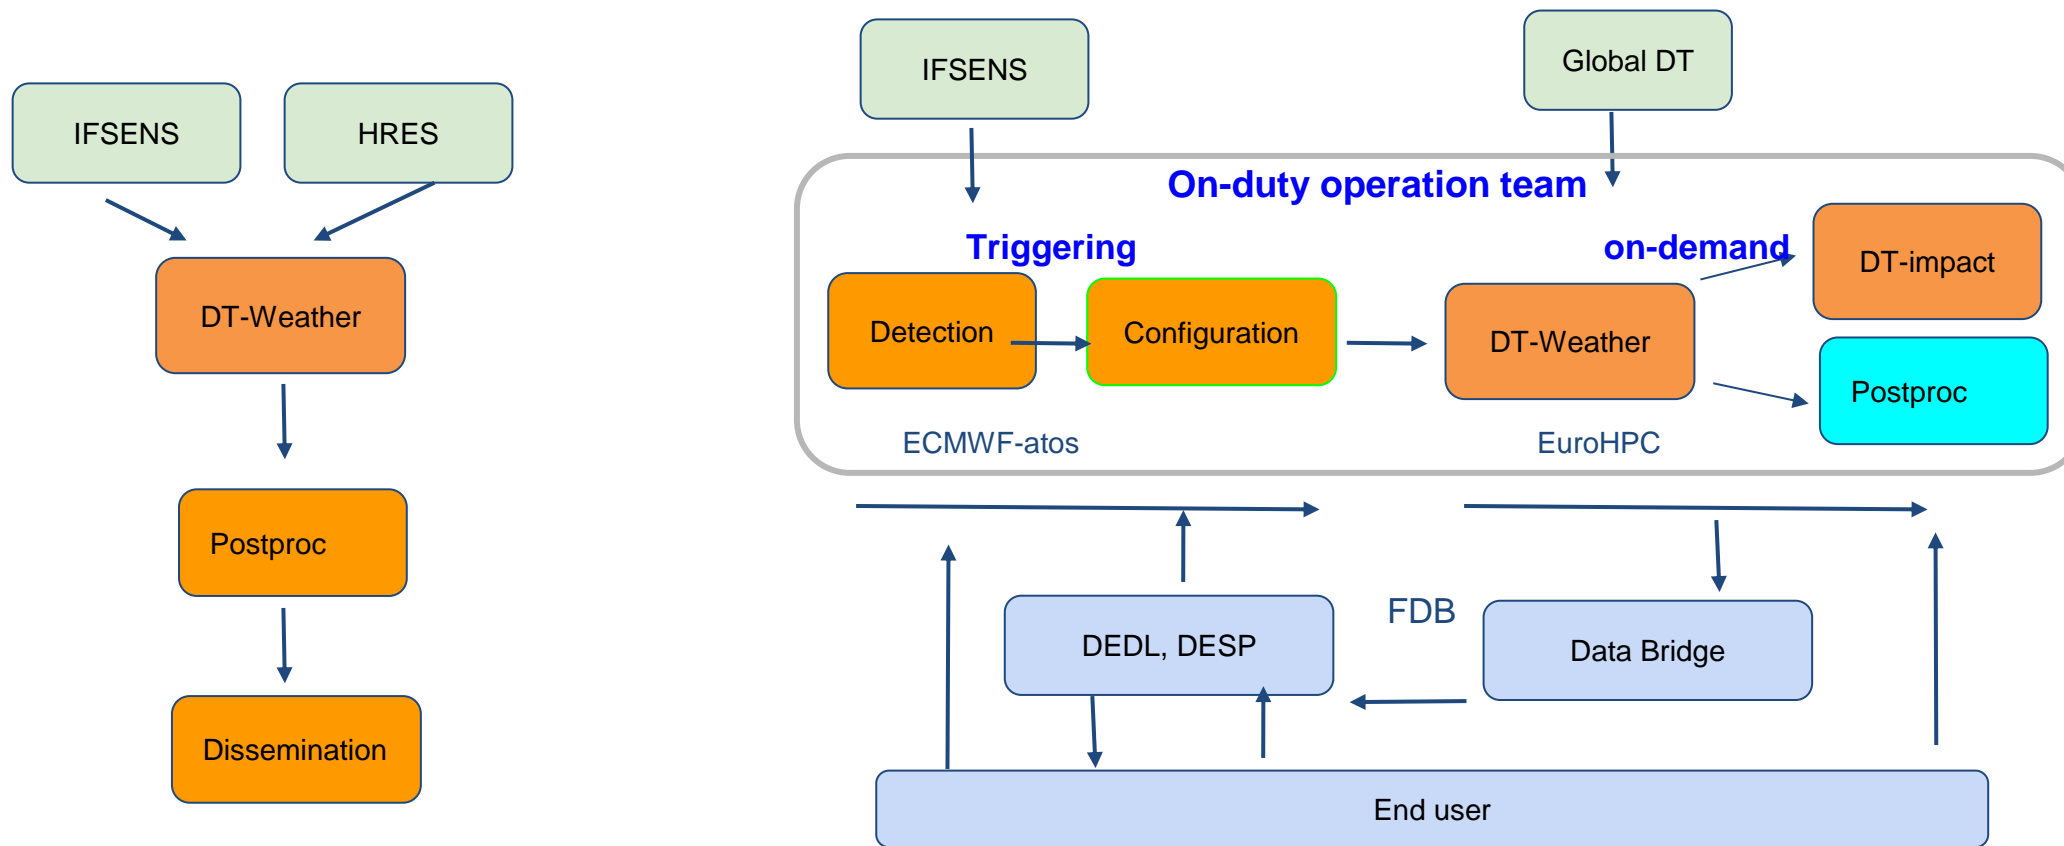 IFSENS
HRES
DT-Weather
Postproc
Dissemination
IFSENS
Global DT
On-duty operation team
Triggering
on-demand
Detection
Configuration
DT-Weather
DT-impact
Postproc
ECMWF-atos
EuroHPC
DEDL, DESP
FDB
Data Bridge
End user